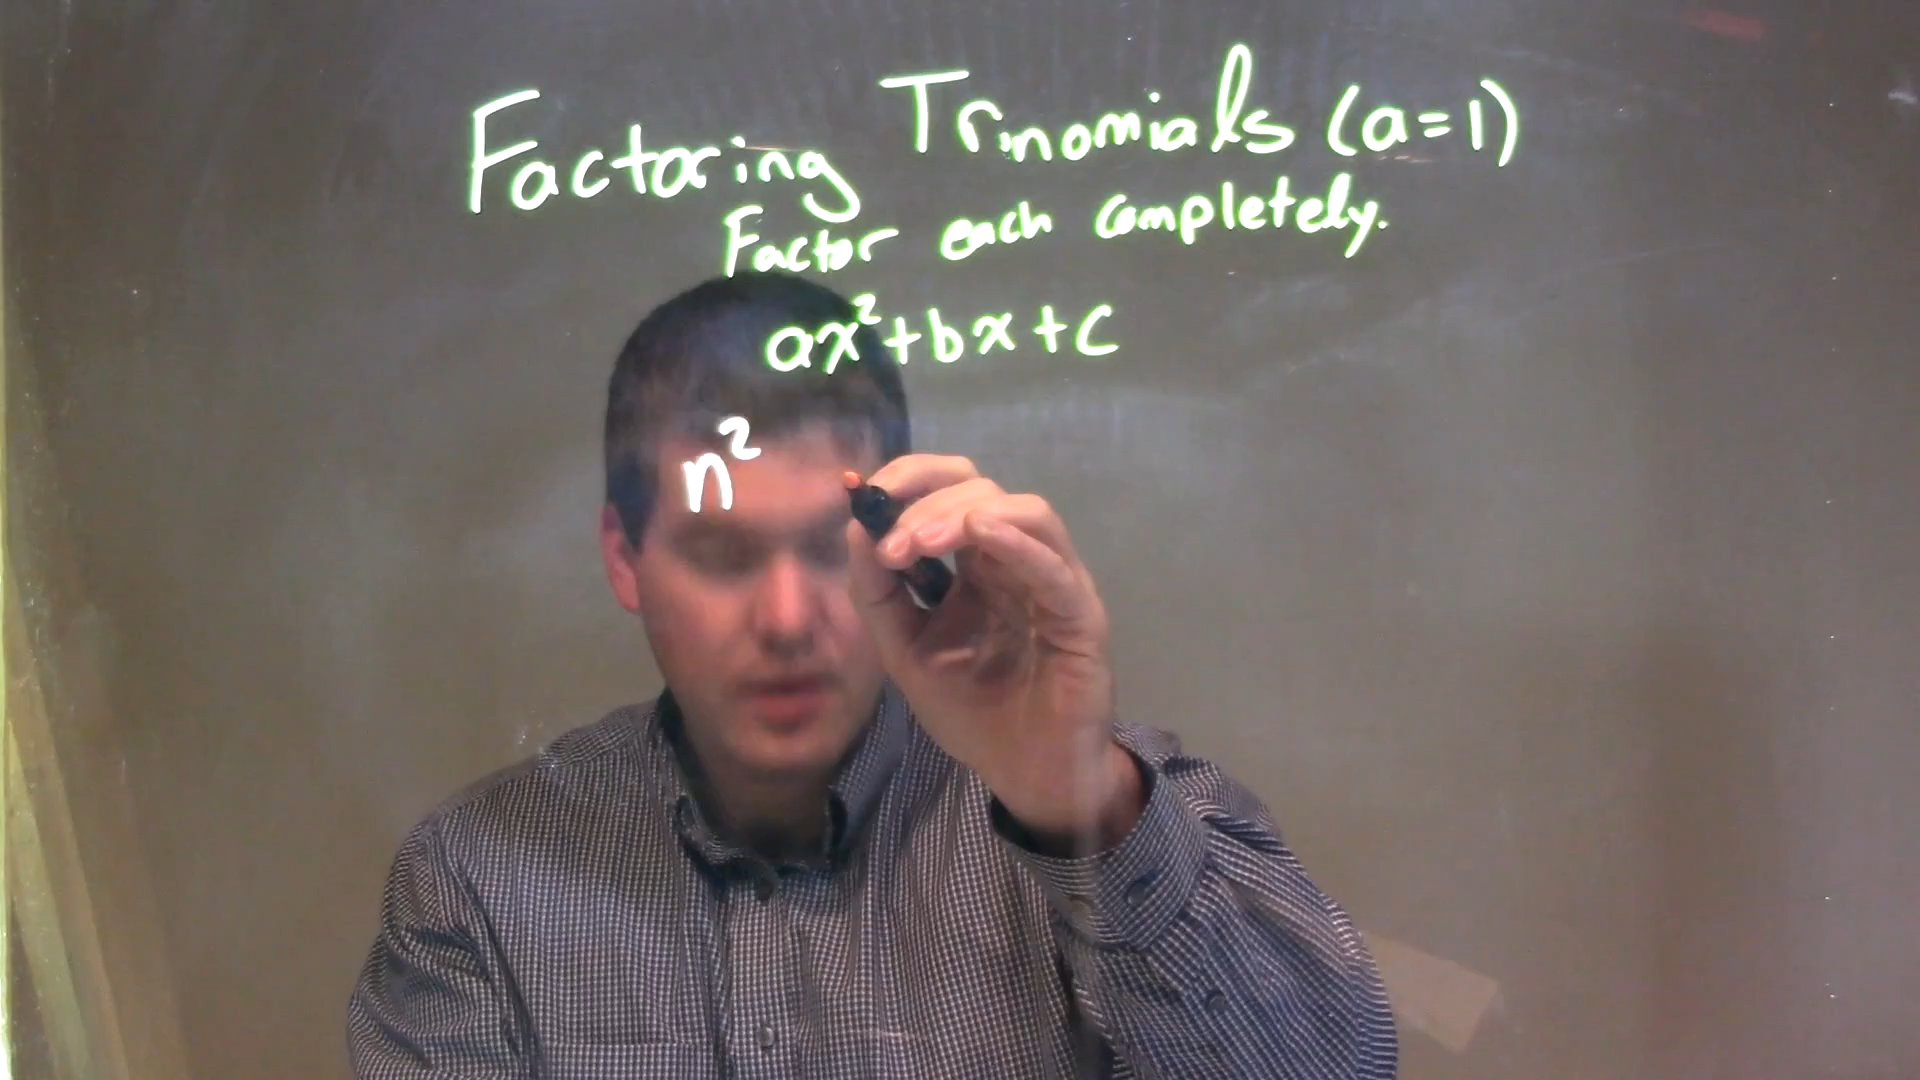 Factoring Trinomials (a=1)
Factor each completely.
ax²+bx+c
n²